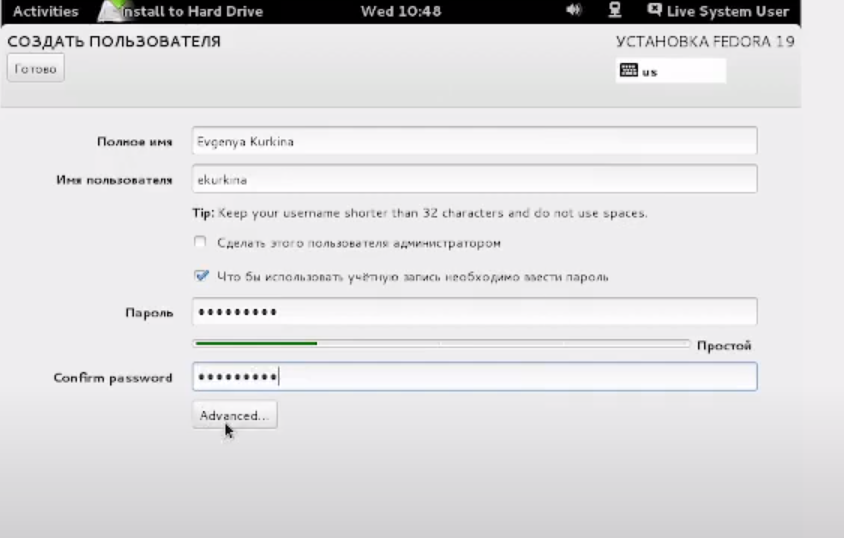 Activities nstall to Hard Drive Wed 10:48 Live System User
СОЗДАТЬ ПОЛЬЗОВАТЕЛЯ УСТАНОВКА FEDORA 19
Готово us
Полное имя Evgenya Kurkina
Имя пользователя ekurkina
Tip: Keep your username shorter than 32 characters and do not use spaces.
Сделать этого пользователя администратором
Что бы использовать учётную запись необходимо ввести пароль
Пароль •••••••••
Простой
Confirm password •••••••••
Advanced...